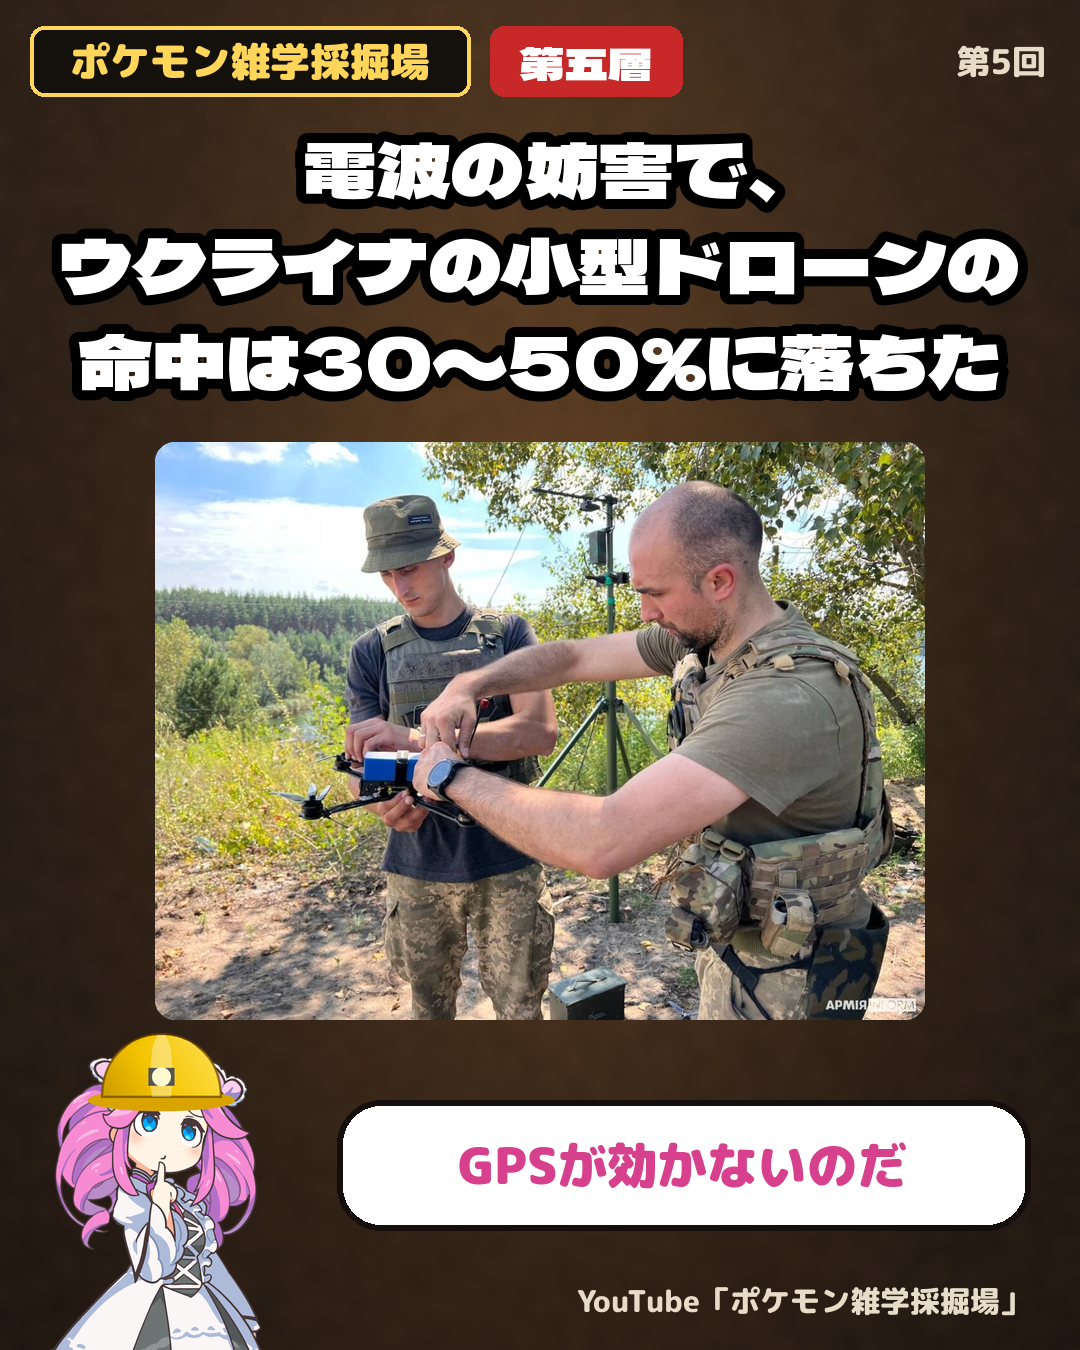 ポケモン雑学採掘場
第五層
第5回
電波の妨害で、
ウクライナの小型ドローンの
命中は30〜50%に落ちた
АРМІЯINFORM
GPSが効かないのだ
YouTube「ポケモン雑学採掘場」